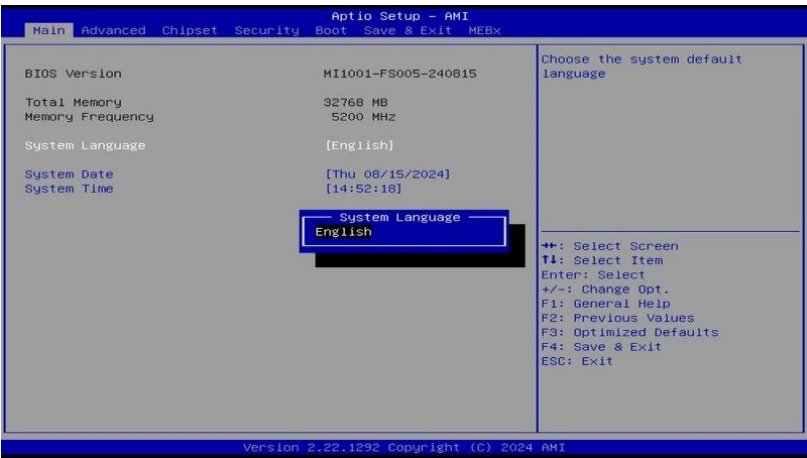 Aptio Setup – AMI
Main Advanced Chipset Security Boot Save & Exit MEBx
BIOS Version MI1001-FS005-240815
Total Memory 32768 MB
Memory Frequency 5200 MHz
System Language [English]
System Date [Thu 08/15/2024]
System Time [14:52:18]
System Language
English
Choose the system default
language
→←: Select Screen
↑↓: Select Item
Enter: Select
+/-: Change Opt.
F1: General Help
F2: Previous Values
F3: Optimized Defaults
F4: Save & Exit
ESC: Exit
Version 2.22.1292 Copyright (C) 2024 AMI